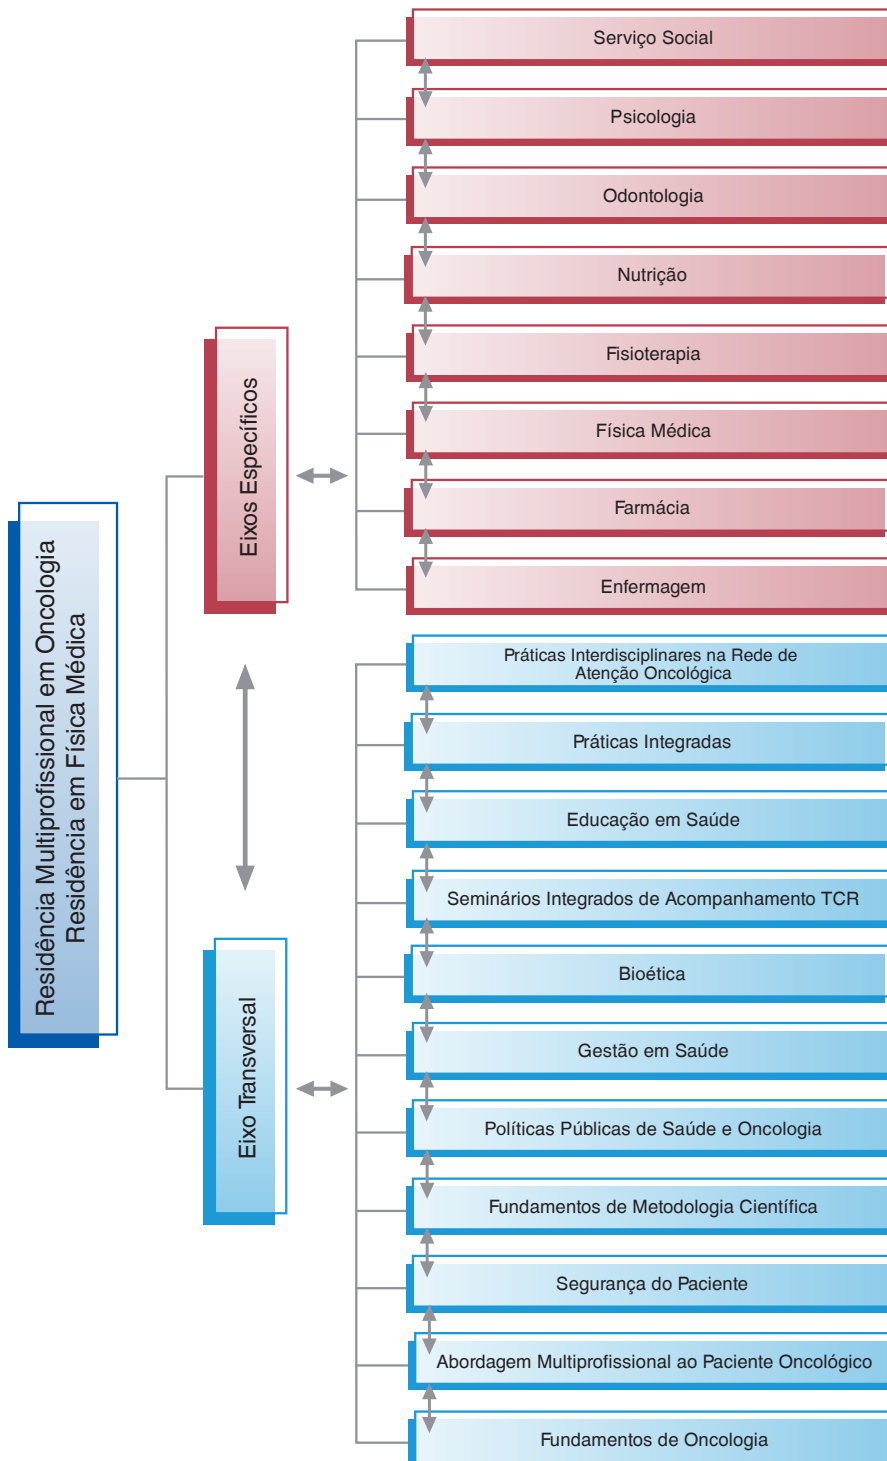 Residência Multiprofissional em Oncologia
Residência em Física Médica
Eixos Específicos
Serviço Social
Psicologia
Odontologia
Nutrição
Fisioterapia
Física Médica
Farmácia
Enfermagem
Eixo Transversal
Práticas Interdisciplinares na Rede de
Atenção Oncológica
Práticas Integradas
Educação em Saúde
Seminários Integrados de Acompanhamento TCR
Bioética
Gestão em Saúde
Políticas Públicas de Saúde e Oncologia
Fundamentos de Metodologia Científica
Segurança do Paciente
Abordagem Multiprofissional ao Paciente Oncológico
Fundamentos de Oncologia